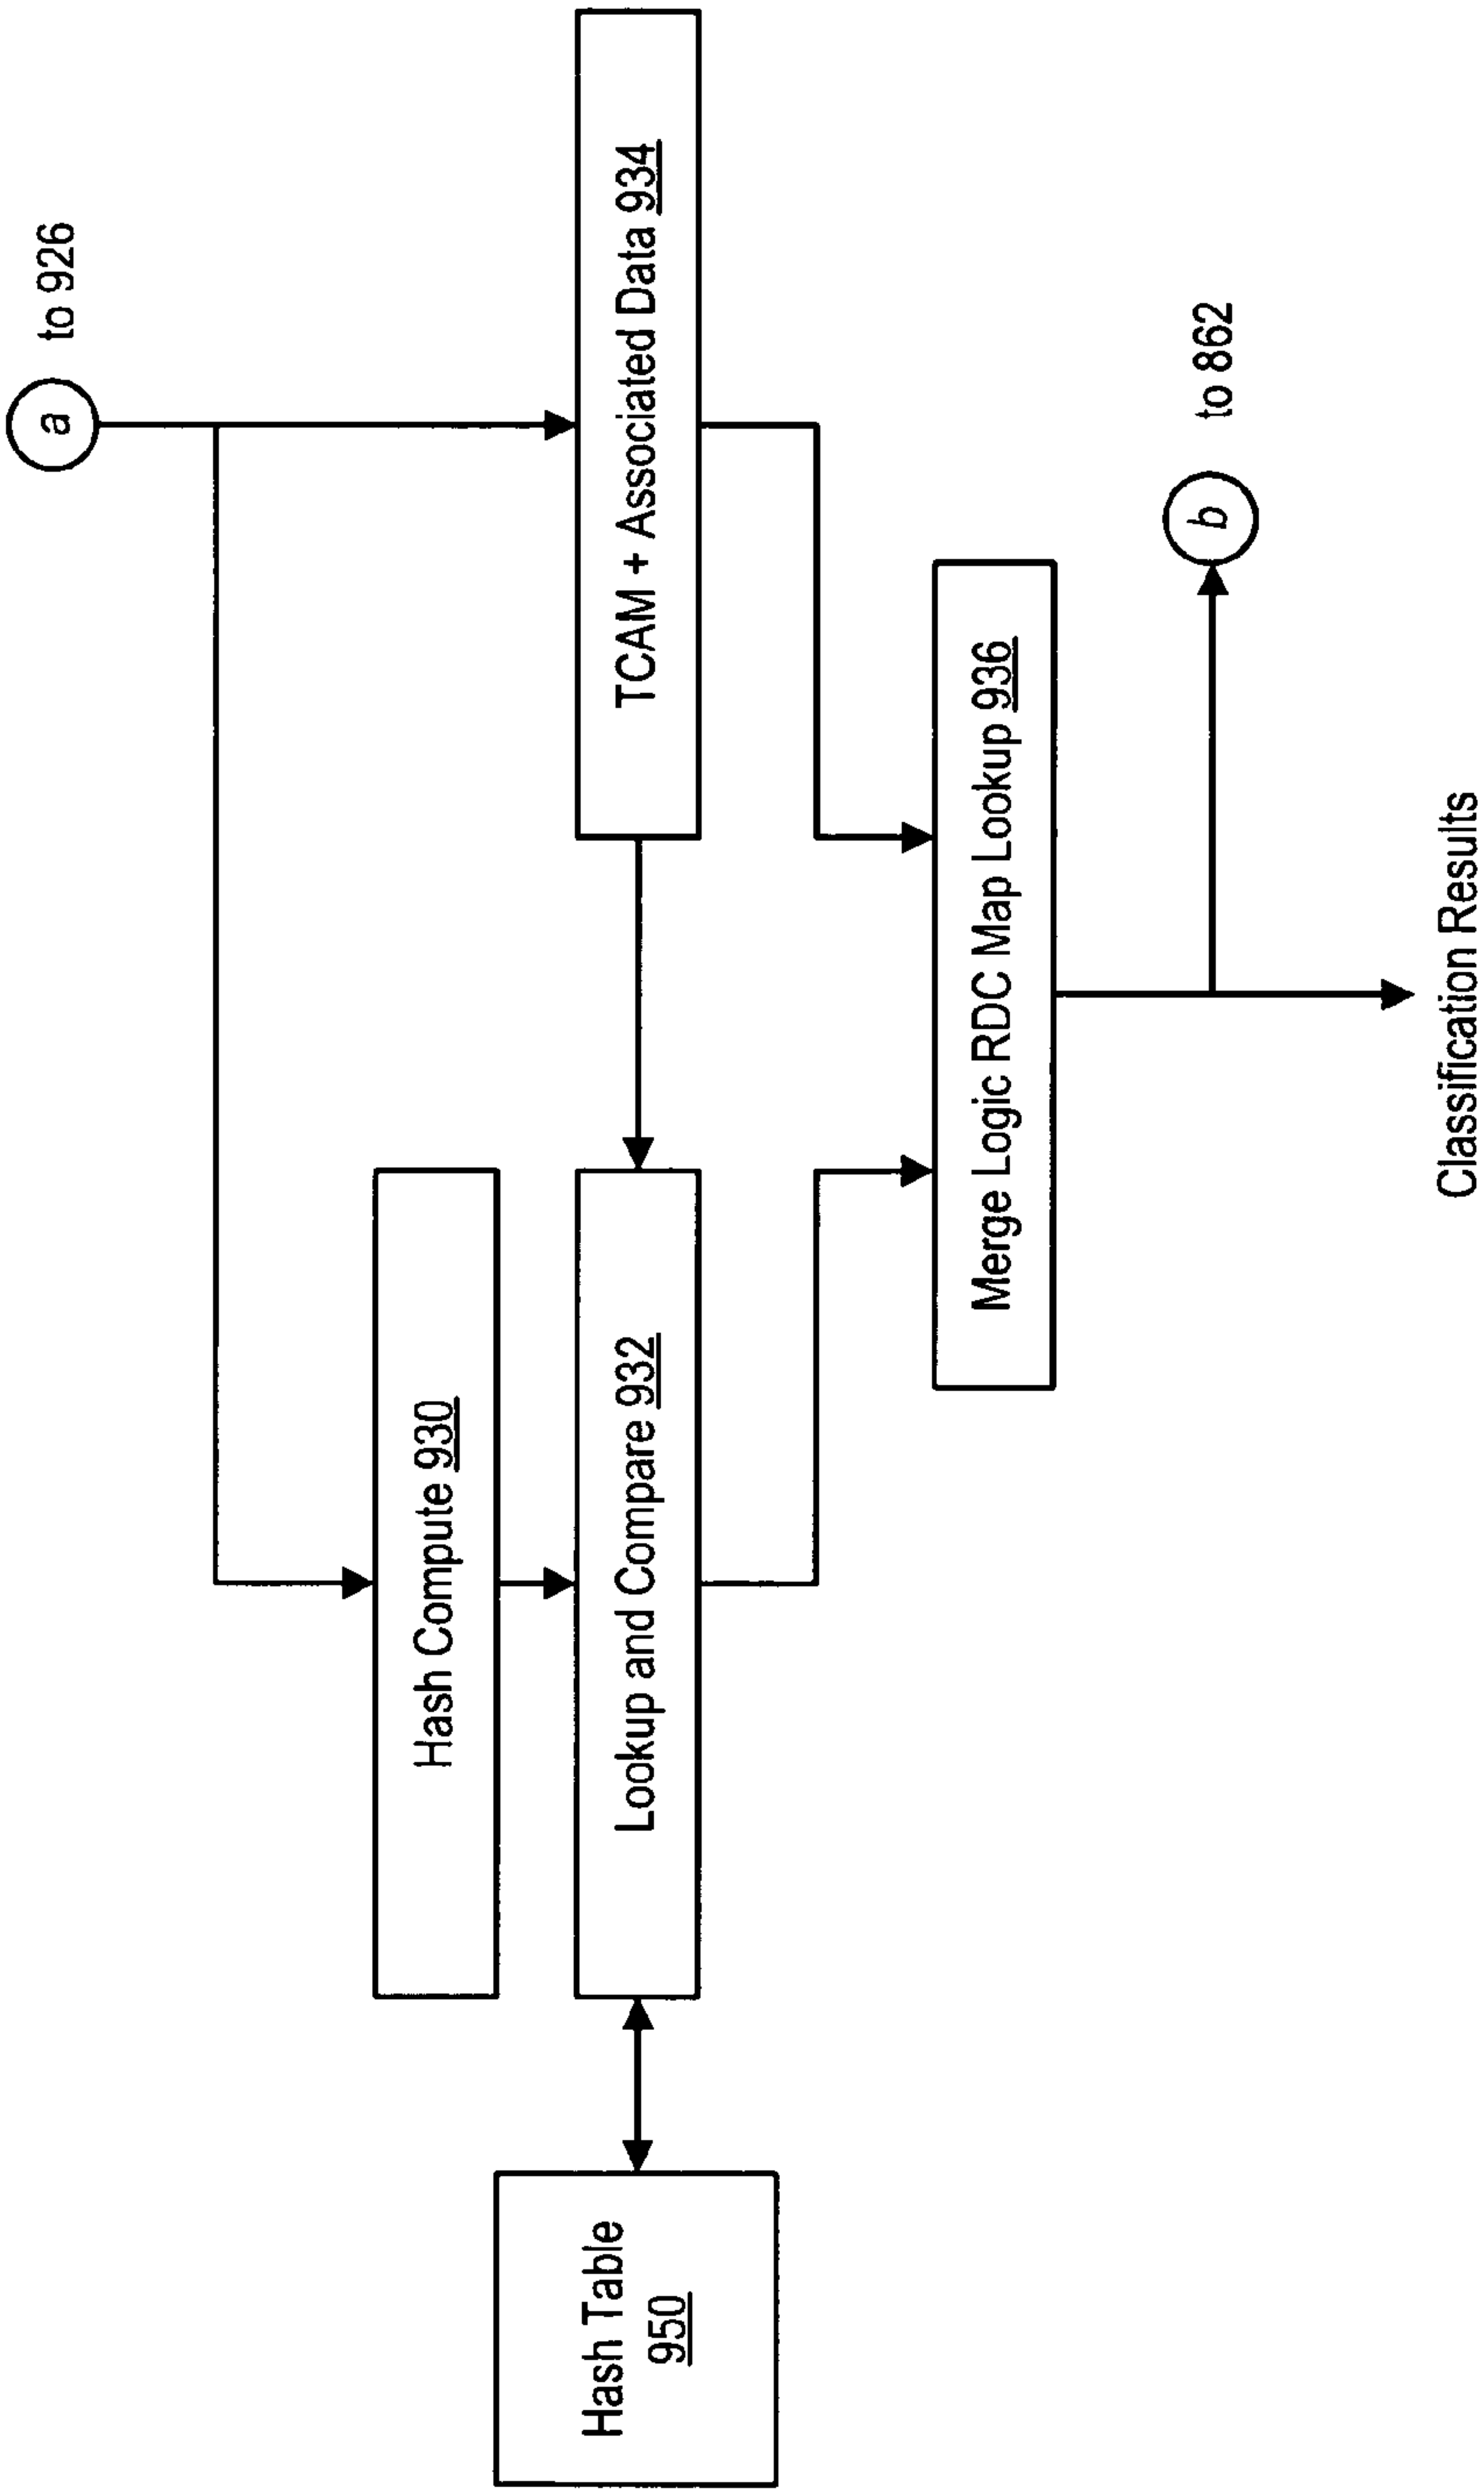 a
to 926
Hash Compute 930
Hash Table
950
Lookup and Compare 932
TCAM + Associated Data 934
Merge Logic RDC Map Lookup 936
b
to 862
Classification Results